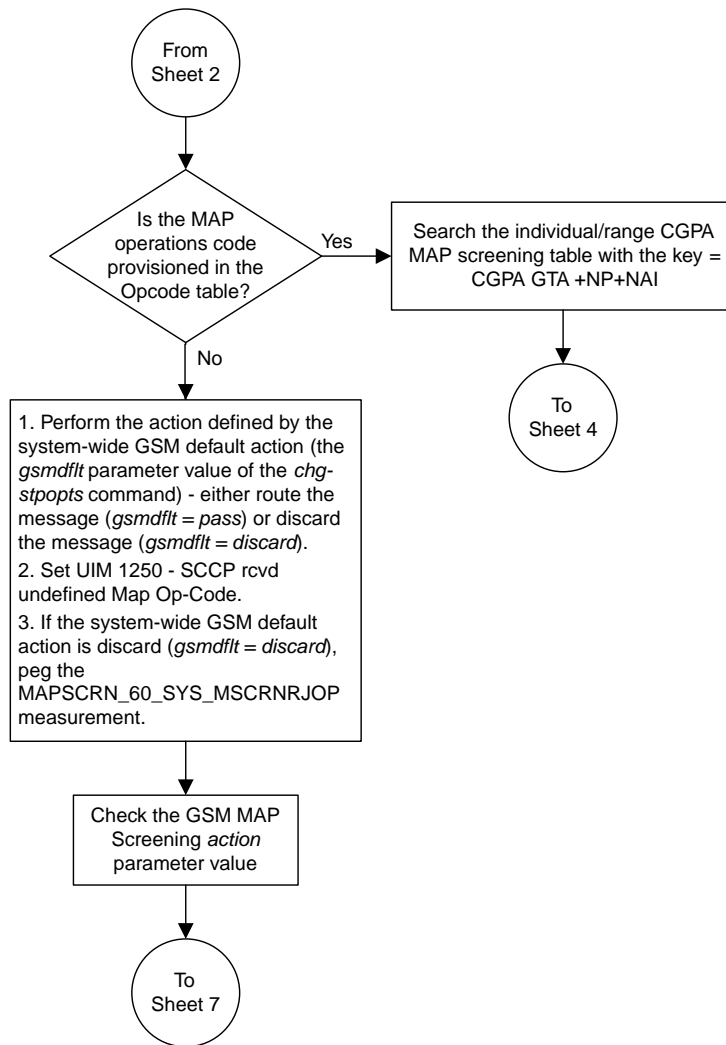 From
Sheet 2
Is the MAP
operations code
provisioned in the
Opcode table?
Yes
Search the individual/range CGPA
MAP screening table with the key =
CGPA GTA +NP+NAI
To
Sheet 4
No
1. Perform the action defined by the
system-wide GSM default action (the
gsmdflt parameter value of the chg-
stpopts command) - either route the
message (gsmdflt = pass) or discard
the message (gsmdflt = discard).
2. Set UIM 1250 - SCCP rcvd
undefined Map Op-Code.
3. If the system-wide GSM default
action is discard (gsmdflt = discard),
peg the
MAPSCRN_60_SYS_MSCRNRJOP
measurement.
Check the GSM MAP
Screening action
parameter value
To
Sheet 7